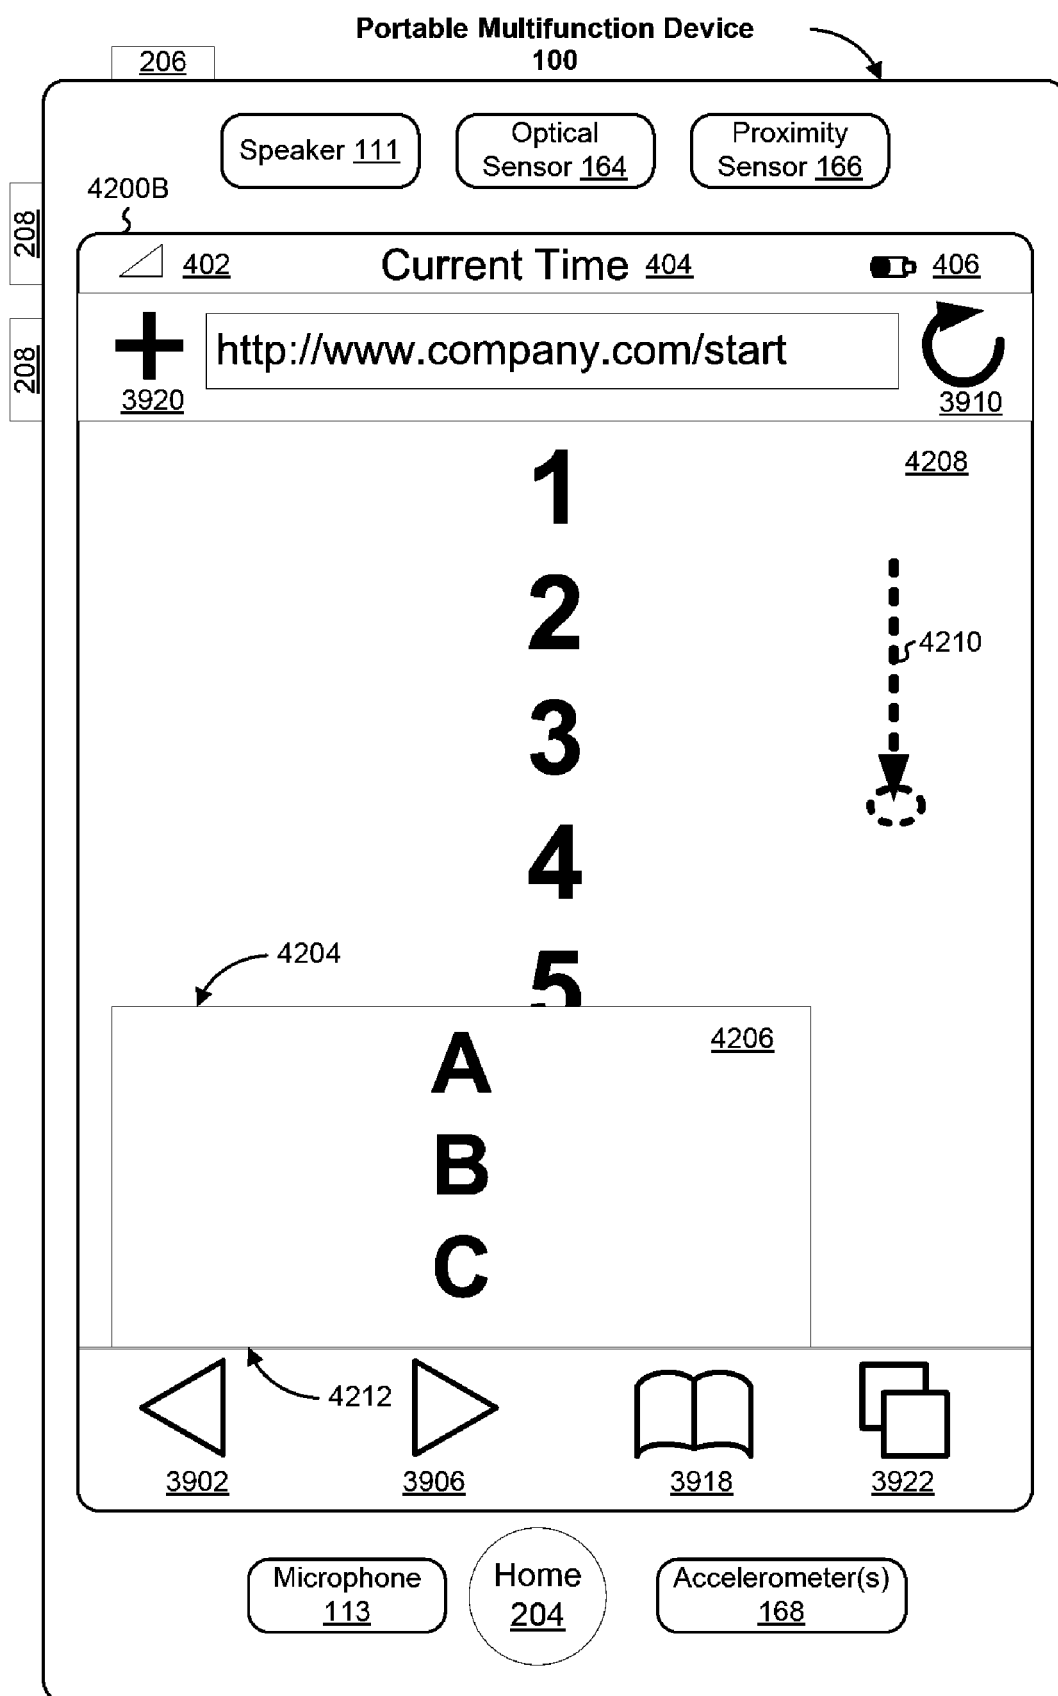 Portable Multifunction Device
100
206
Speaker 111
Optical
Sensor 164
Proximity
Sensor 166
4200B
208
402
Current Time 404
406
208
http://www.company.com/start
3920
3910
1
4208
2
4210
3
4
4204
5
A
4206
B
C
4212
3902
3906
3918
3922
Microphone
113
Home
204
Accelerometer(s)
168